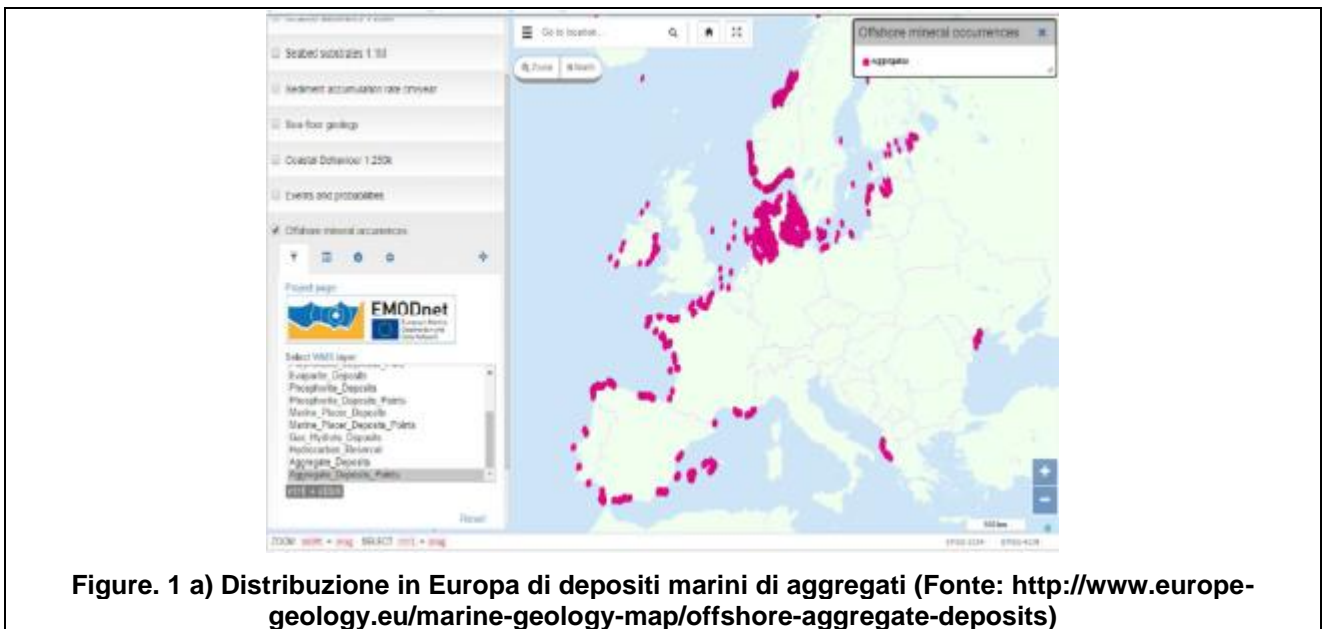 Seabed substrates 1:1M
Sediment accumulation rate cm/year
Sea-floor geology
Coastal Behaviour 1:250k
Events and probabilities
Offshore mineral occurrences
Project page:
EMODnet
Select WMS layer
Evaporite_Deposits
Phosphorite_Deposits
Phosphorite_Deposits_Points
Marine_Placer_Deposits
Marine_Placer_Deposits_Points
Gas_Hydrate_Deposits
Hydrocarbon_Reservoir
Aggregate_Deposits
Aggregate_Deposits_Points
Reset
Go to location...
Offshore mineral occurrences
Aggregates
Figure. 1 a) Distribuzione in Europa di depositi marini di aggregati (Fonte: http://www.europe-
geology.eu/marine-geology-map/offshore-aggregate-deposits)